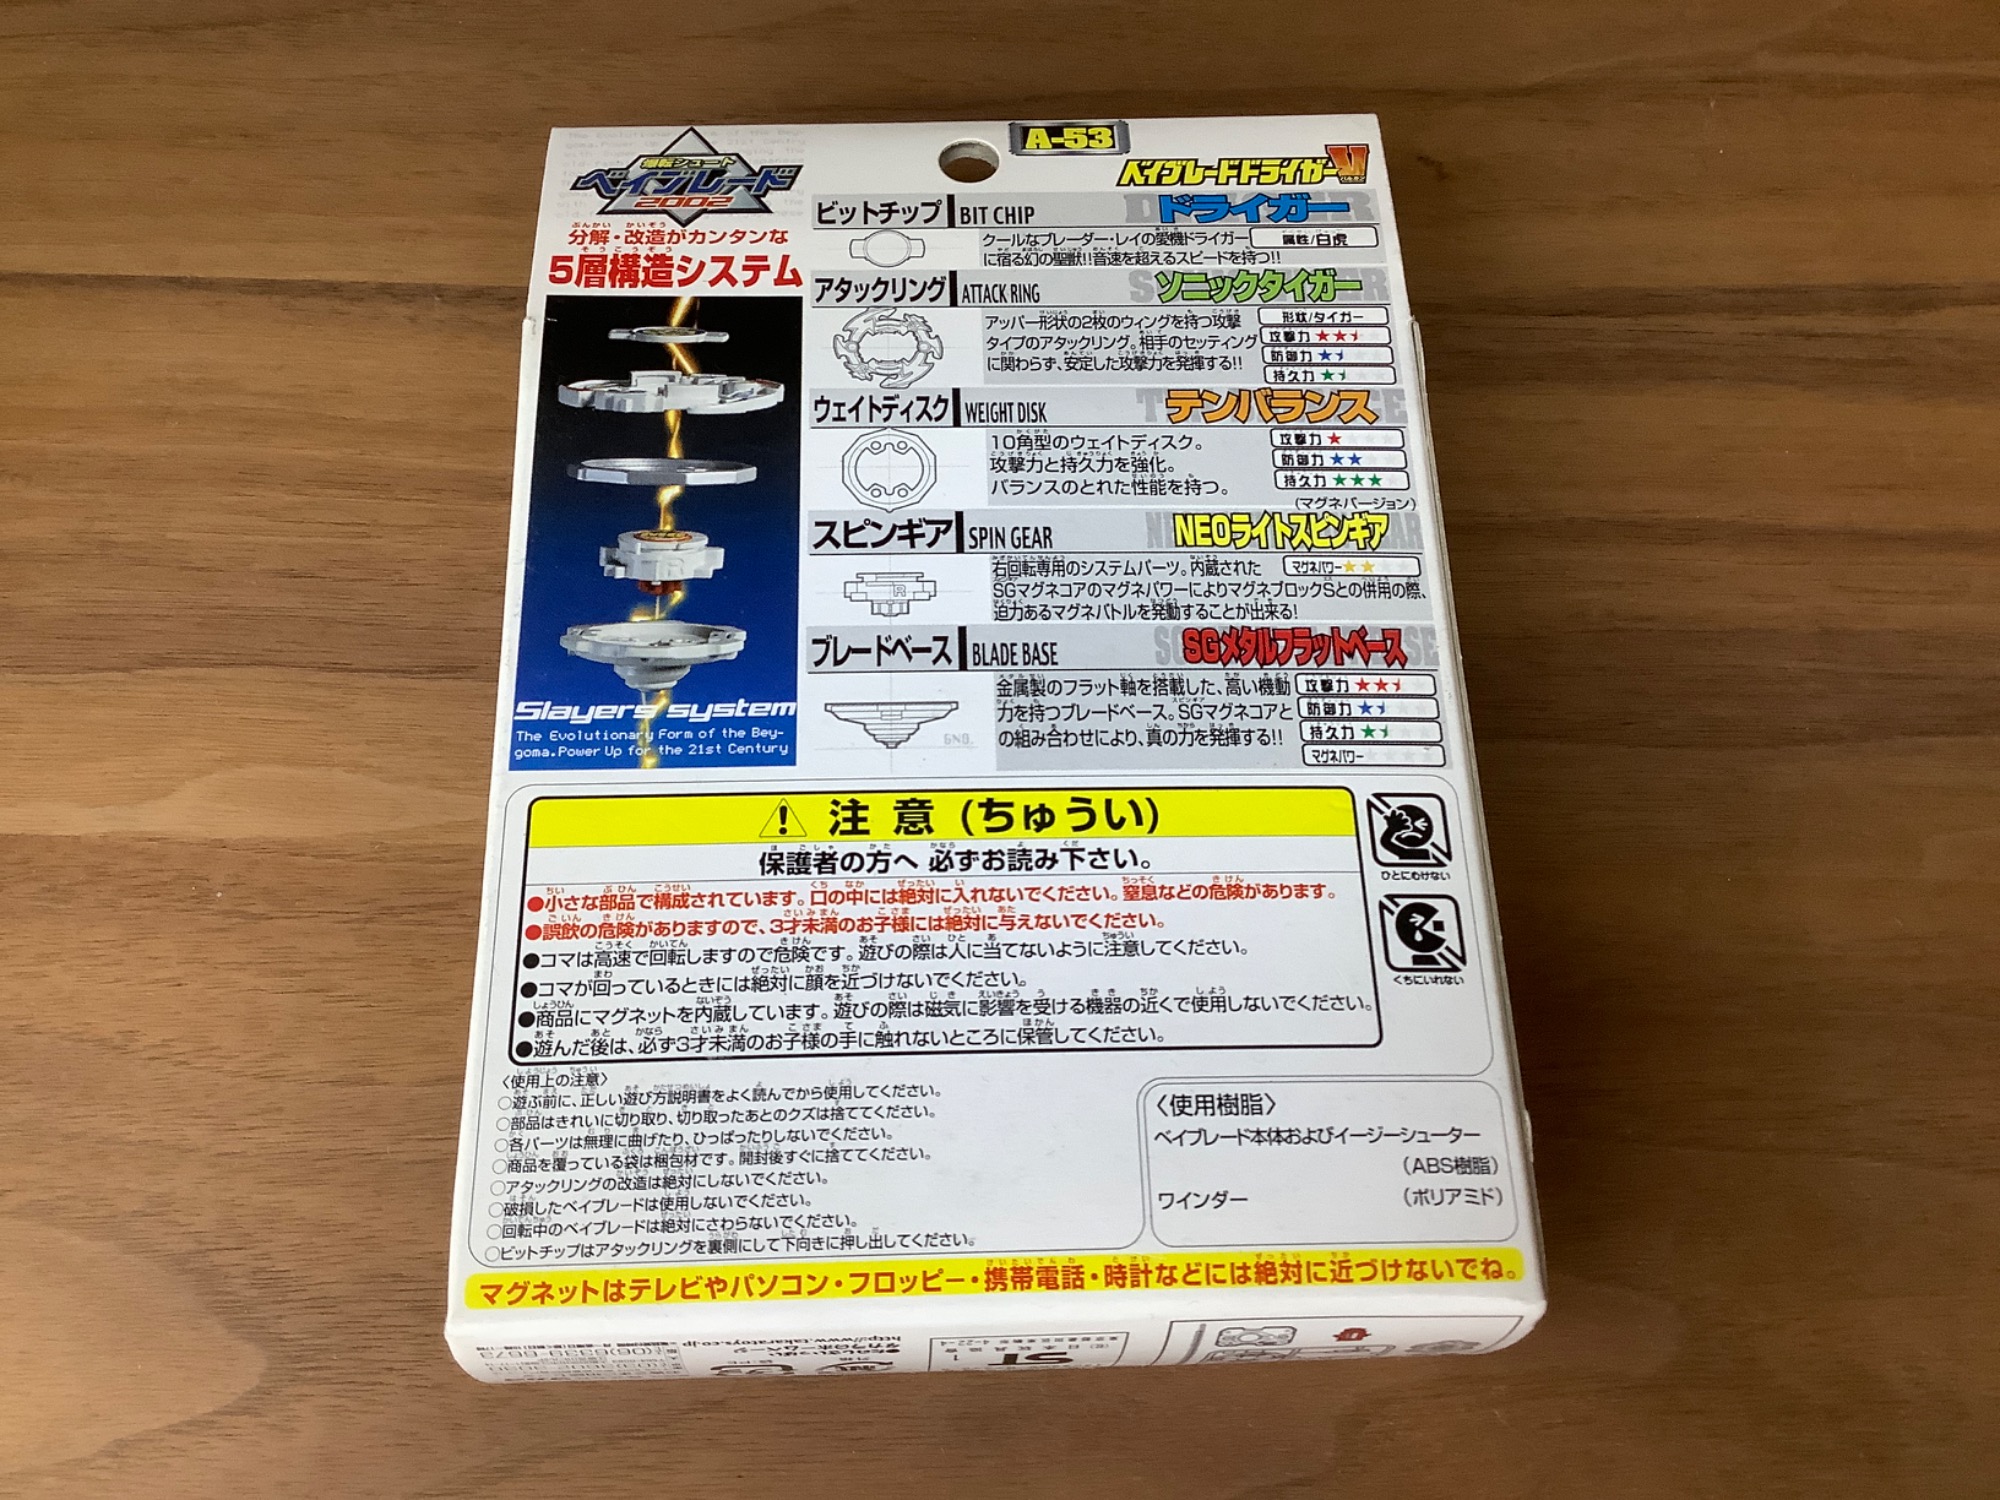 A-53
爆転シュート
ベイブレード
2002
分解・改造がカンタンな
5層構造システム
Slayers system
The Evolutionary Form of the Bey-
goma.Power Up for the 21st Century
ベイブレードドライガーV
ビットチップ BIT CHIP ドライガー
クールなブレーダー・レイの愛機ドライガー
に宿る幻の聖獣!!音速を超えるスピードを持つ!!
属性/白虎
アタックリング ATTACK RING ソニックタイガー
アッパー形状の2枚のウィングを持つ攻撃
タイプのアタックリング。相手のセッティング
に関わらず、安定した攻撃力を発揮する!!
形状/タイガー
攻撃力
防御力
持久力
ウェイトディスク WEIGHT DISK テンバランス
10角型のウェイトディスク。
攻撃力と持久力を強化。
バランスのとれた性能を持つ。
攻撃力 ★
防御力 ★★
持久力 ★★★
(マグネバージョン)
スピンギア SPIN GEAR NEOライトスピンギア
右回転専用のシステムパーツ。内蔵された
SGマグネコアのマグネパワーによりマグネブロックSとの併用の際、
迫力あるマグネバトルを発動することが出来る!
マグネパワー ★★
R
ブレードベース BLADE BASE SGメタルフラットベース
金属製のフラット軸を搭載した、高い機動
力を持つブレードベース。SGマグネコアと
の組み合わせにより、真の力を発揮する!!
攻撃力
防御力
持久力
マグネパワー
注意(ちゅうい)
保護者の方へ 必ずお読み下さい。
●小さな部品で構成されています。口の中には絶対に入れないでください。窒息などの危険があります。
●誤飲の危険がありますので、3才未満のお子様には絶対に与えないでください。
●コマは高速で回転しますので危険です。遊びの際は人に当てないように注意してください。
●コマが回っているときには絶対に顔を近づけないでください。
●商品にマグネットを内蔵しています。遊びの際は磁気に影響を受ける機器の近くで使用しないでください。
●遊んだ後は、必ず3才未満のお子様の手に触れないところに保管してください。
ひとにむけない
くちにいれない
〈使用上の注意〉
○遊ぶ前に、正しい遊び方説明書をよく読んでから使用してください。
○部品はきれいに切り取り、切り取ったあとのクズは捨ててください。
○各パーツは無理に曲げたり、ひっぱったりしないでください。
○商品を覆っている袋は梱包材です。開封後すぐに捨ててください。
○アタックリングの改造は絶対にしないでください。
○破損したベイブレードは使用しないでください。
○回転中のベイブレードは絶対にさわらないでください。
○ビットチップはアタックリングを裏側にして下向きに押し出してください。
〈使用樹脂〉
ベイブレード本体およびイージーシューター
(ABS樹脂)
ワインダー (ポリアミド)
マグネットはテレビやパソコン・フロッピー・携帯電話・時計などには絶対に近づけないでね。
http://www.takaratoys.co.jp
タカラのホームページ
ST